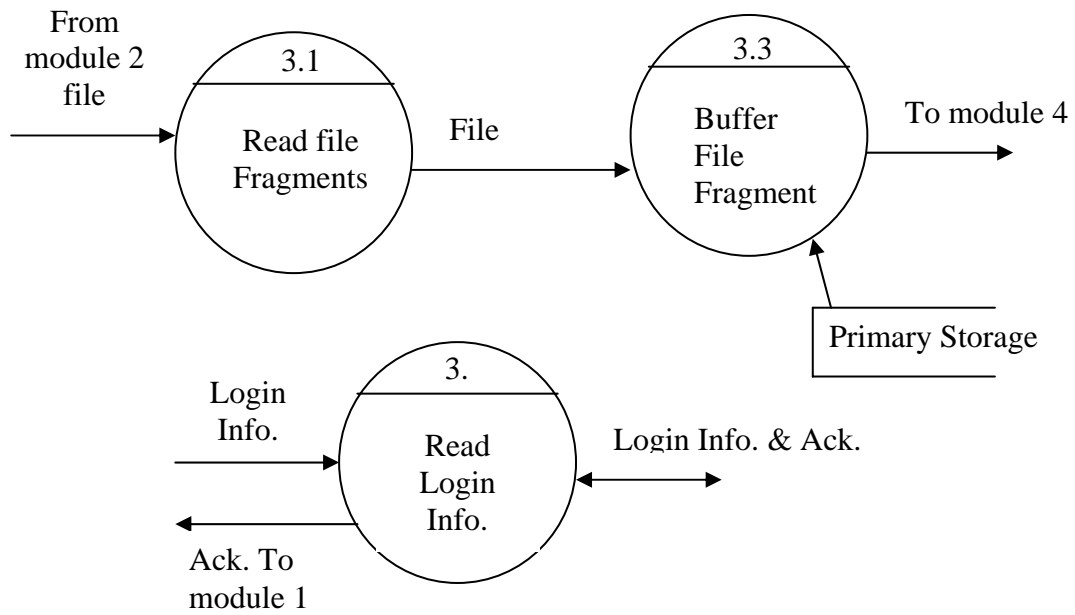 From
module 2
file
3.1
Read file
Fragments
File
3.3
Buffer
File
Fragment
To module 4
Primary Storage
Login
Info.
3.
Read
Login
Info.
Login Info. & Ack.
Ack. To
module 1